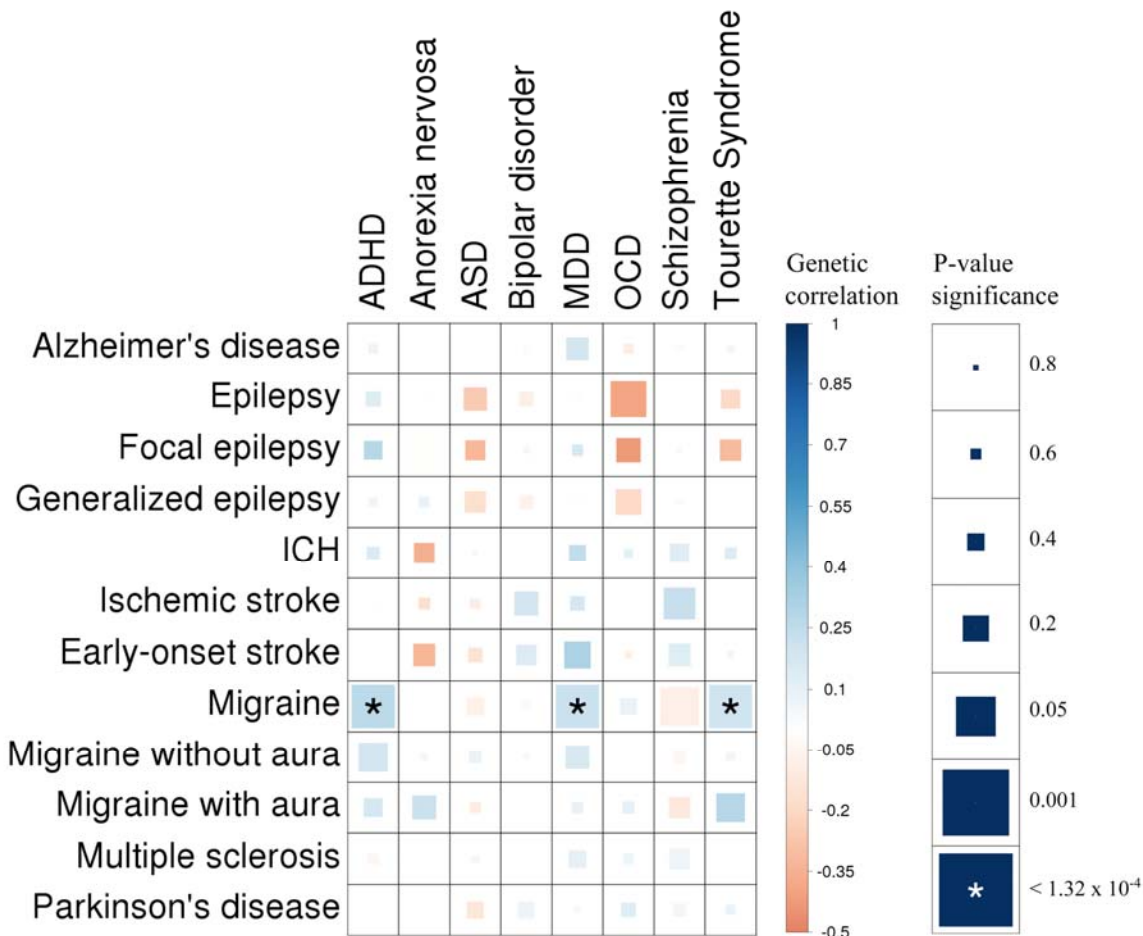 ADHD
Anorexia nervosa
ASD
Bipolar disorder
MDD
OCD
Schizophrenia
Tourette Syndrome
Genetic
correlation
P-value
significance
Alzheimer's disease
Epilepsy
Focal epilepsy
Generalized epilepsy
ICH
Ischemic stroke
Early-onset stroke
Migraine
* * *
Migraine without aura
Migraine with aura
Multiple sclerosis
Parkinson's disease
1
0.85
0.7
0.55
0.4
0.25
0.1
-0.05
-0.2
-0.35
-0.5
0.8
0.6
0.4
0.2
0.05
0.001
* < 1.32 x 10⁻⁴